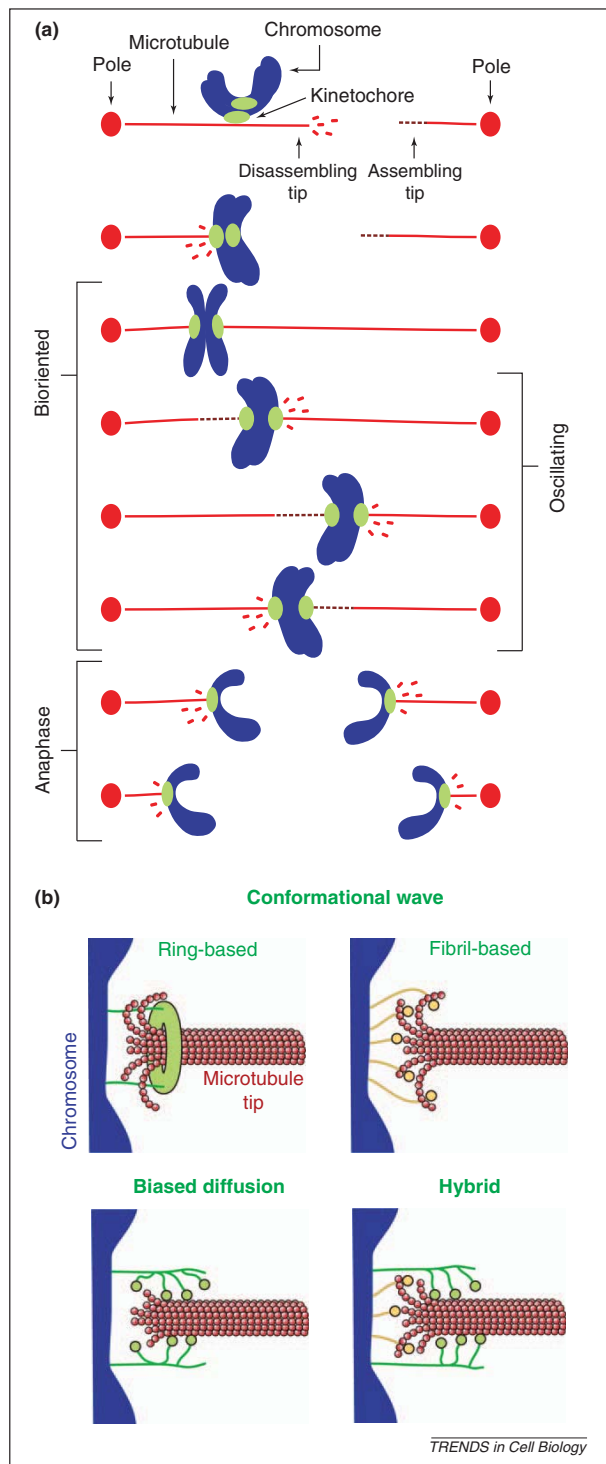 (a)
Chromosome
Microtubule
Pole
Kinetochore
Pole
Disassembling
tip
Assembling
tip
Bioriented
Oscillating
Anaphase
(b)
Conformational wave
Ring-based
Fibril-based
Chromosome
Microtubule
tip
Biased diffusion
Hybrid
TRENDS in Cell Biology